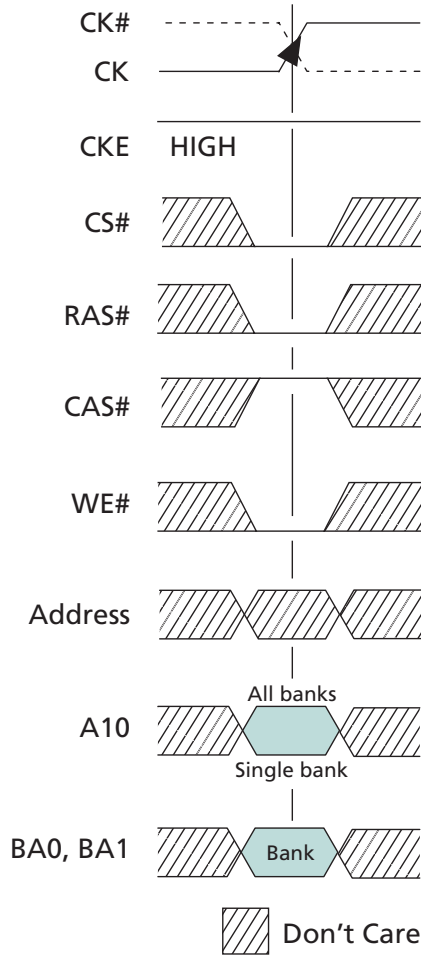 CK#
CK
CKE HIGH
CS#
RAS#
CAS#
WE#
Address
All banks
A10
Single bank
BA0, BA1 Bank
Don't Care